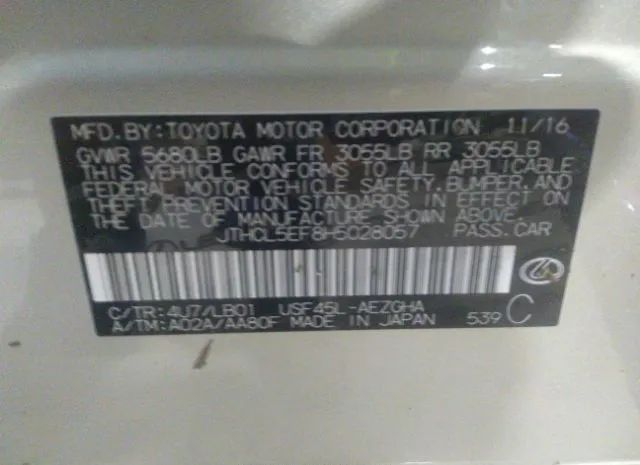 MFD. BY: TOYOTA MOTOR CORPORATION 11/16
GVWR 5680LB GAWR FR 3055LB RR 3055LB
THIS VEHICLE CONFORMS TO ALL APPLICABLE
FEDERAL MOTOR VEHICLE SAFETY, BUMPER, AND
THEFT PREVENTION STANDARDS IN EFFECT ON
THE DATE OF MANUFACTURE SHOWN ABOVE.
JTHCL5EF8H5028057 PASS. CAR
C/TR: 4U7/LB01 USF45L-AEZGHA
A/TM: A02A/AA80F MADE IN JAPAN 539 C